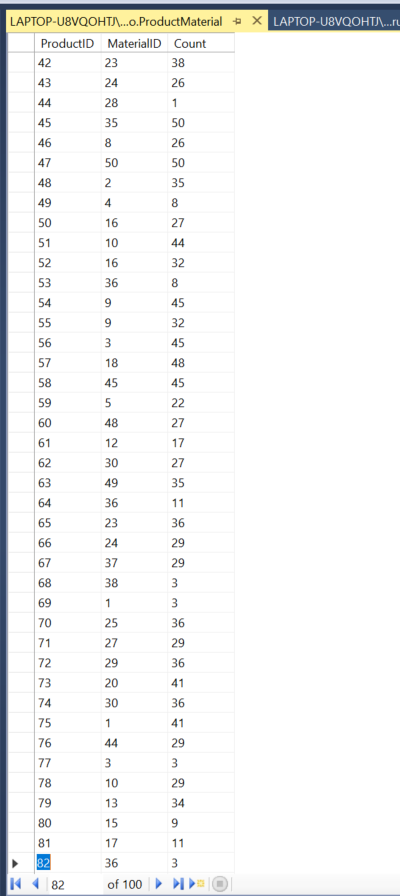 LAPTOP-U8VQOHTJ\...o.ProductMaterial LAPTOP-U8VQOHTJ\...ru
ProductID MaterialID Count
42 23 38
43 24 26
44 28 1
45 35 50
46 8 26
47 50 50
48 2 35
49 4 8
50 16 27
51 10 44
52 16 32
53 36 8
54 9 45
55 9 32
56 3 45
57 18 48
58 45 45
59 5 22
60 48 27
61 12 17
62 30 27
63 49 35
64 36 11
65 23 36
66 24 29
67 37 29
68 38 3
69 1 3
70 25 36
71 27 29
72 29 36
73 20 41
74 30 36
75 1 41
76 44 29
77 3 3
78 10 29
79 13 34
80 15 9
81 17 11
82 36 3
82 of 100